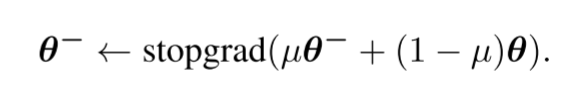 θ⁻ ← stopgrad(μθ⁻ + (1 − μ)θ).